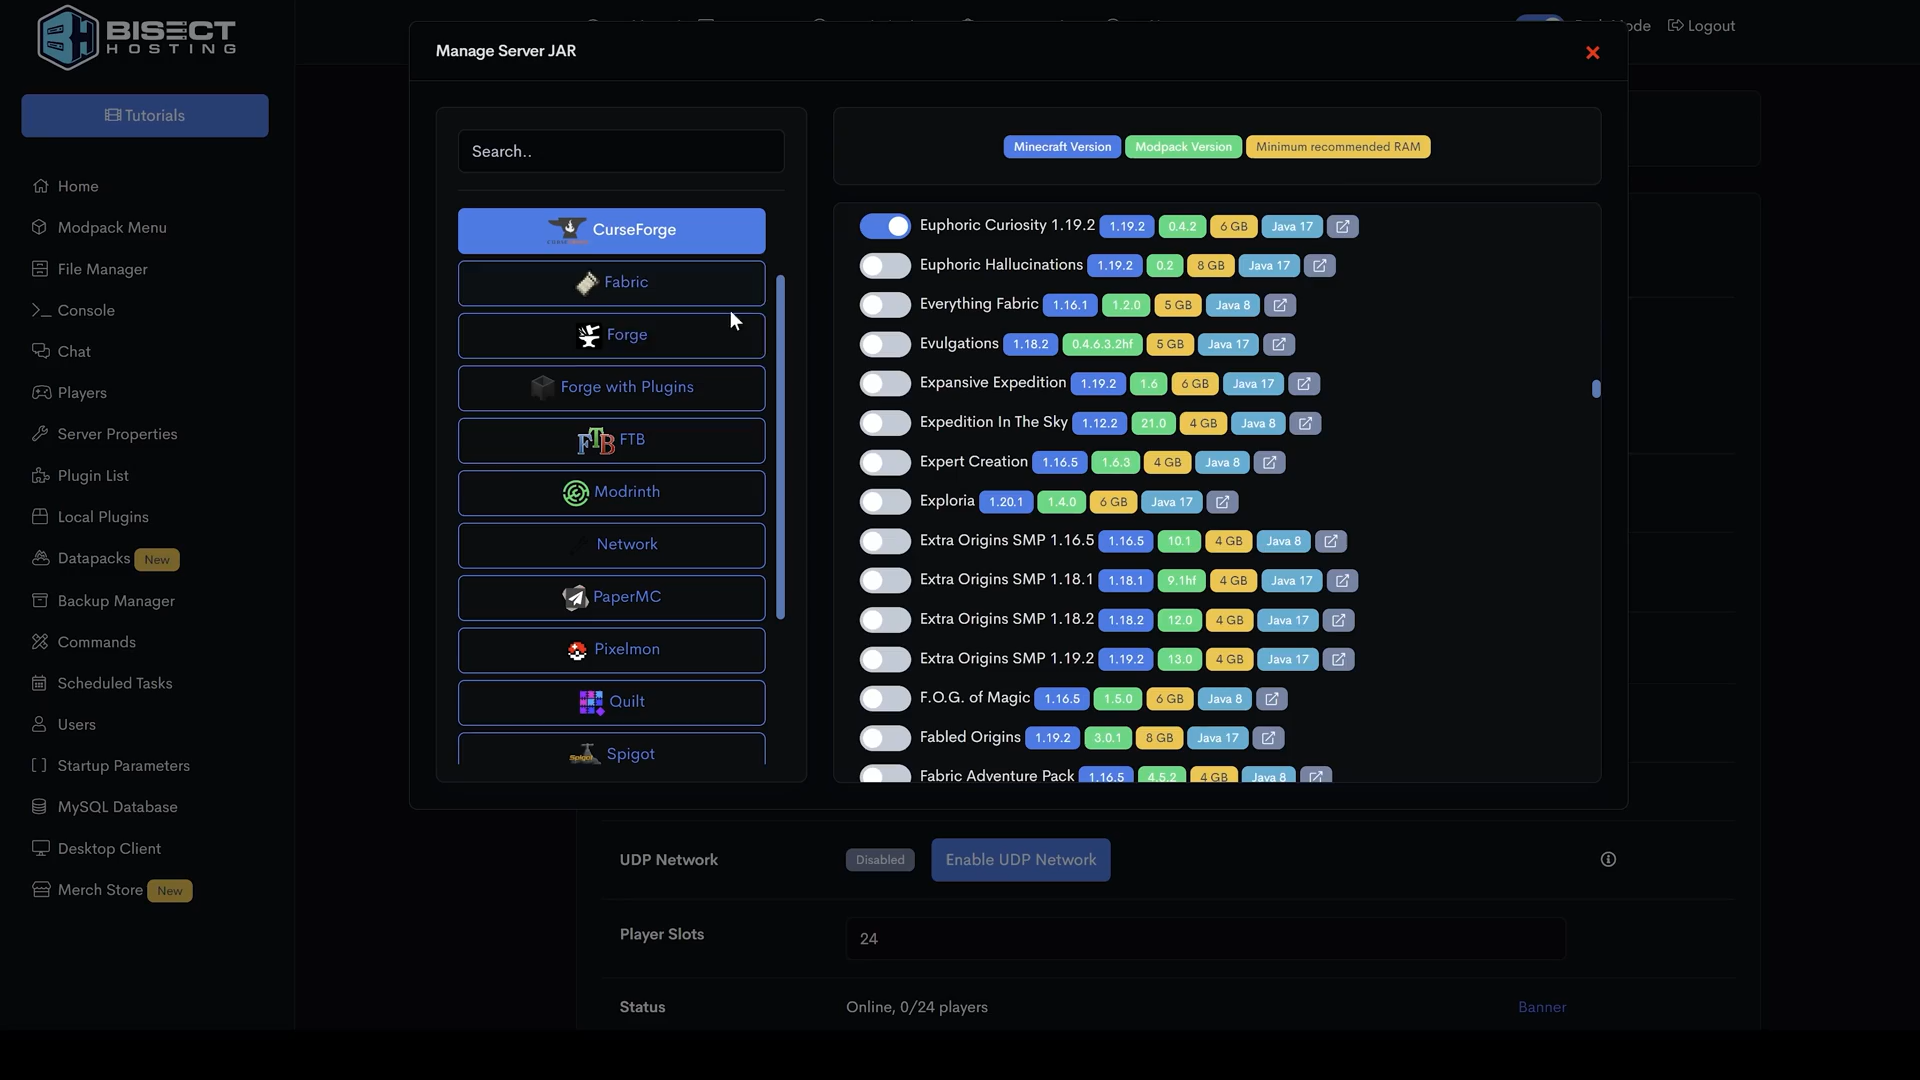 BISECT
HOSTING
Manage Server JAR
de Mode
Logout
Tutorials
Home
Modpack Menu
File Manager
Console
Chat
Players
Server Properties
Plugin List
Local Plugins
Datapacks New
Backup Manager
Commands
Scheduled Tasks
Users
Startup Parameters
MySQL Database
Desktop Client
Merch Store New
Search..
CurseForge
Fabric
Forge
Forge with Plugins
FTB
Modrinth
Network
PaperMC
Pixelmon
Quilt
Spigot
Minecraft Version Modpack Version Minimum recommended RAM
Euphoric Curiosity 1.19.2 1.19.2 0.4.2 6 GB Java 17
Euphoric Hallucinations 1.19.2 0.2 8 GB Java 17
Everything Fabric 1.16.1 1.2.0 5 GB Java 8
Evulgations 1.18.2 0.4.6.3.2hf 5 GB Java 17
Expansive Expedition 1.19.2 1.6 6 GB Java 17
Expedition In The Sky 1.12.2 21.0 4 GB Java 8
Expert Creation 1.16.5 1.6.3 4 GB Java 8
Exploria 1.20.1 1.4.0 6 GB Java 17
Extra Origins SMP 1.16.5 1.16.5 10.1 4 GB Java 8
Extra Origins SMP 1.18.1 1.18.1 9.1hf 4 GB Java 17
Extra Origins SMP 1.18.2 1.18.2 12.0 4 GB Java 17
Extra Origins SMP 1.19.2 1.19.2 13.0 4 GB Java 17
F.O.G. of Magic 1.16.5 1.5.0 6 GB Java 8
Fabled Origins 1.19.2 3.0.1 8 GB Java 17
Fabric Adventure Pack 1.16.5 4.5.2 4 GB Java 8
UDP Network Disabled Enable UDP Network
Player Slots 24
Status Online, 0/24 players Banner